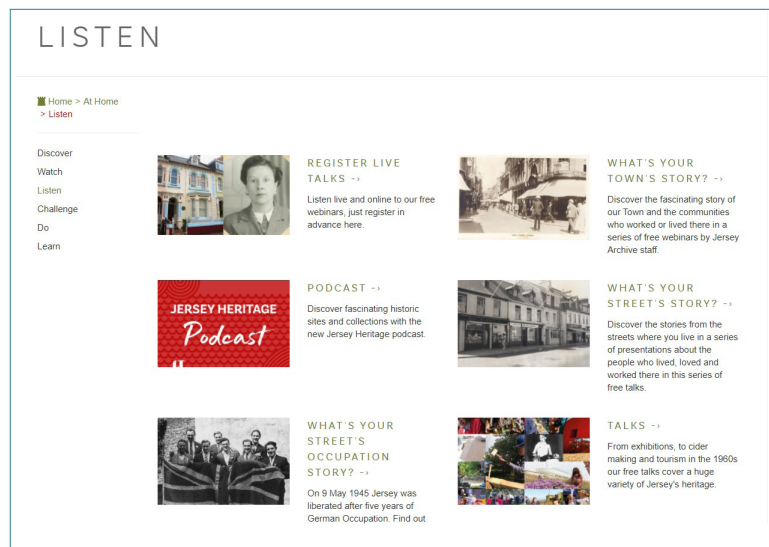 LISTEN
Home > At Home
> Listen
Discover
Watch
Listen
Challenge
Do
Learn
REGISTER LIVE
TALKS -›
Listen live and online to our free
webinars, just register in
advance here.
WHAT'S YOUR
TOWN'S STORY? -›
Discover the fascinating story of
our Town and the communities
who worked or lived there in a
series of free webinars by Jersey
Archive staff.
JERSEY HERITAGE
Podcast
PODCAST -›
Discover fascinating historic
sites and collections with the
new Jersey Heritage podcast.
WHAT'S YOUR
STREET'S STORY? -›
Discover the stories from the
streets where you live in a series
of presentations about the
people who lived, loved and
worked there in this series of
free talks.
WHAT'S YOUR
STREET'S
OCCUPATION
STORY? -›
On 9 May 1945 Jersey was
liberated after five years of
German Occupation. Find out
TALKS -›
From exhibitions, to cider
making and tourism in the 1960s
our free talks cover a huge
variety of Jersey's heritage.